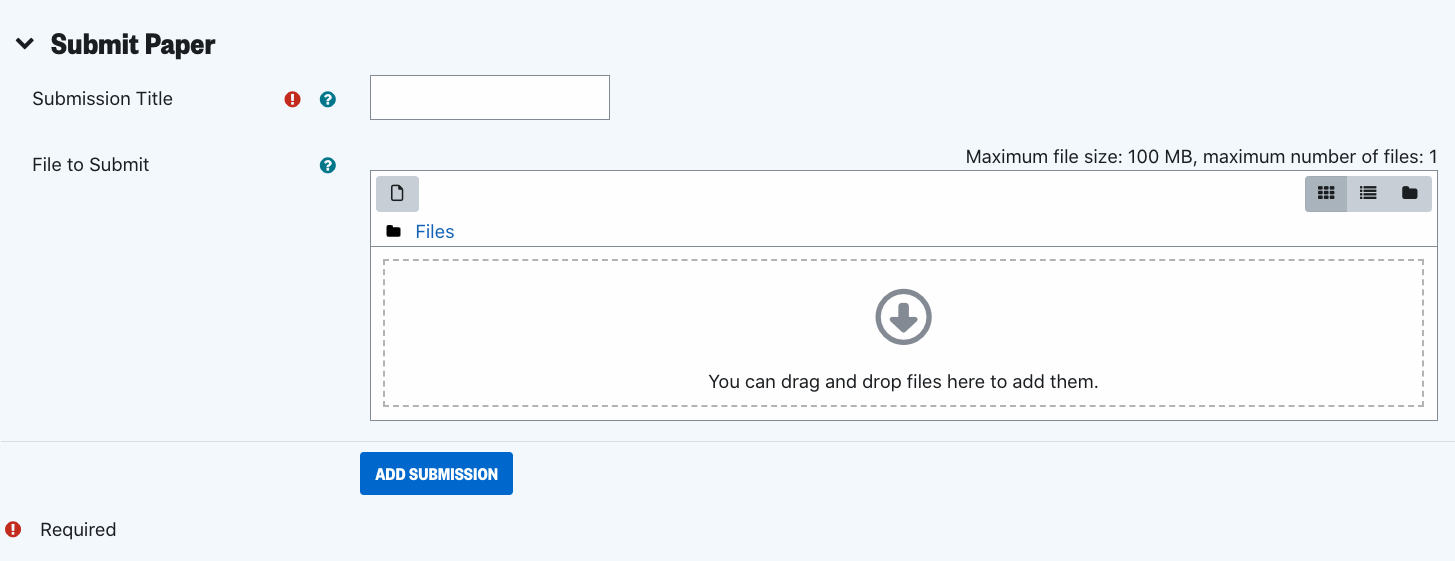 Submit Paper
Submission Title
File to Submit
Maximum file size: 100 MB, maximum number of files: 1
Files
You can drag and drop files here to add them.
ADD SUBMISSION
Required